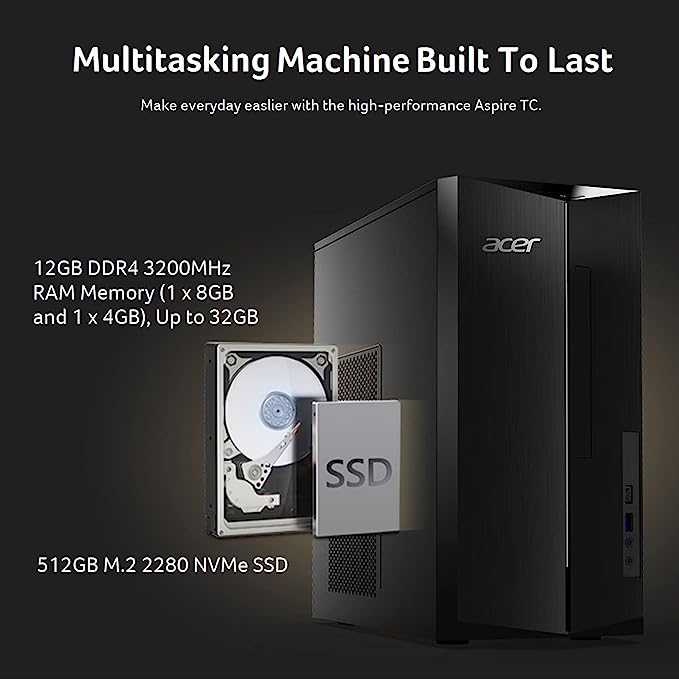 Multitasking Machine Built To Last
Make everyday easier with the high-performance Aspire TC.
acer
12GB DDR4 3200MHz
RAM Memory (1 x 8GB
and 1 x 4GB), Up to 32GB
SSD
512GB M.2 2280 NVMe SSD